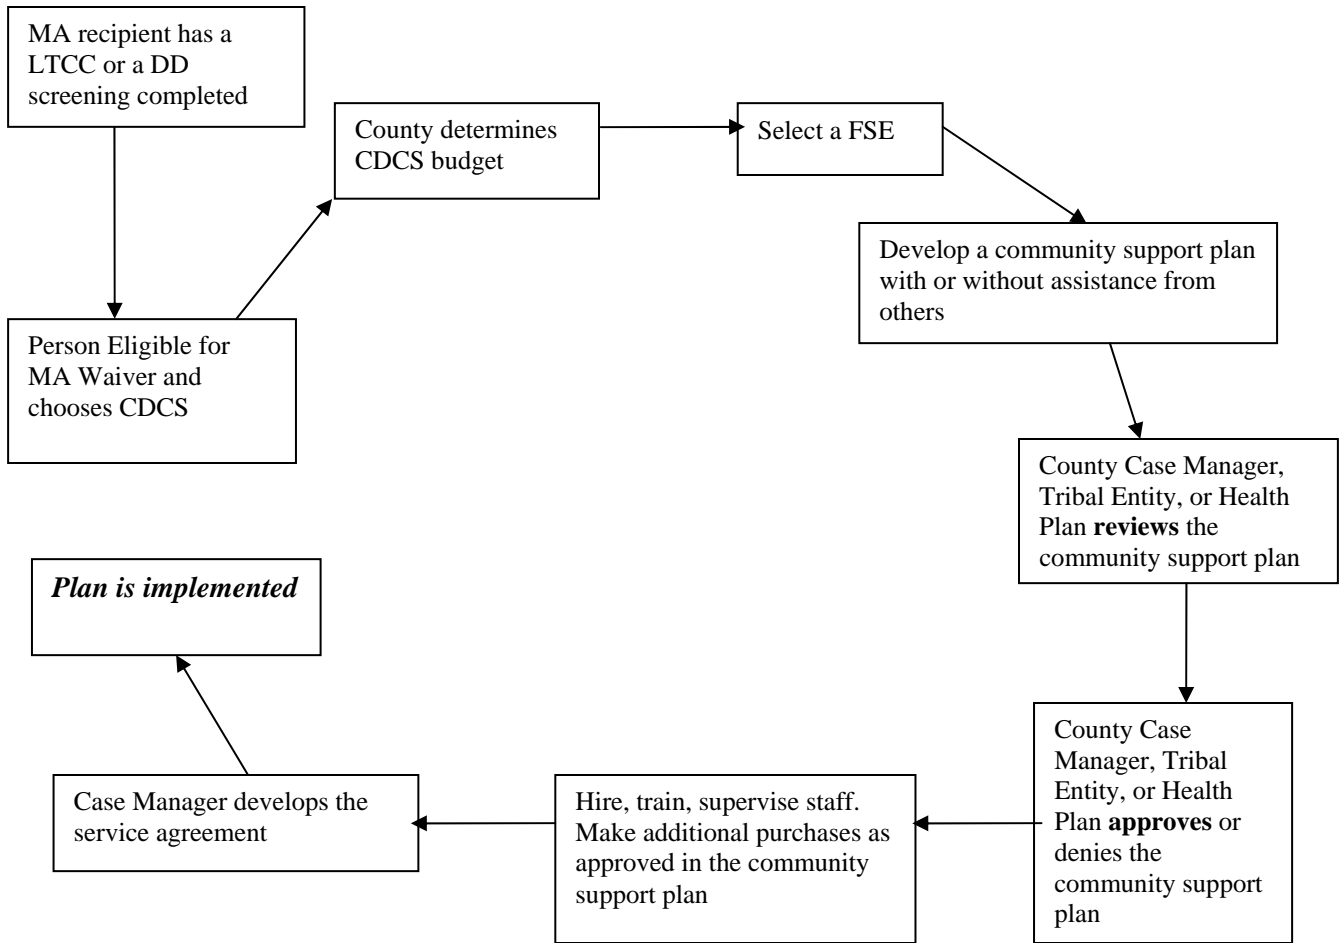 MA recipient has a
LTCC or a DD
screening completed
County determines
CDCS budget
Select a FSE
Develop a community support plan
with or without assistance from
others
Person Eligible for
MA Waiver and
chooses CDCS
County Case Manager,
Tribal Entity, or Health
Plan reviews the
community support plan
Plan is implemented
County Case
Manager, Tribal
Entity, or Health
Plan approves or
denies the
community support
plan
Hire, train, supervise staff.
Make additional purchases as
approved in the community
support plan
Case Manager develops the
service agreement